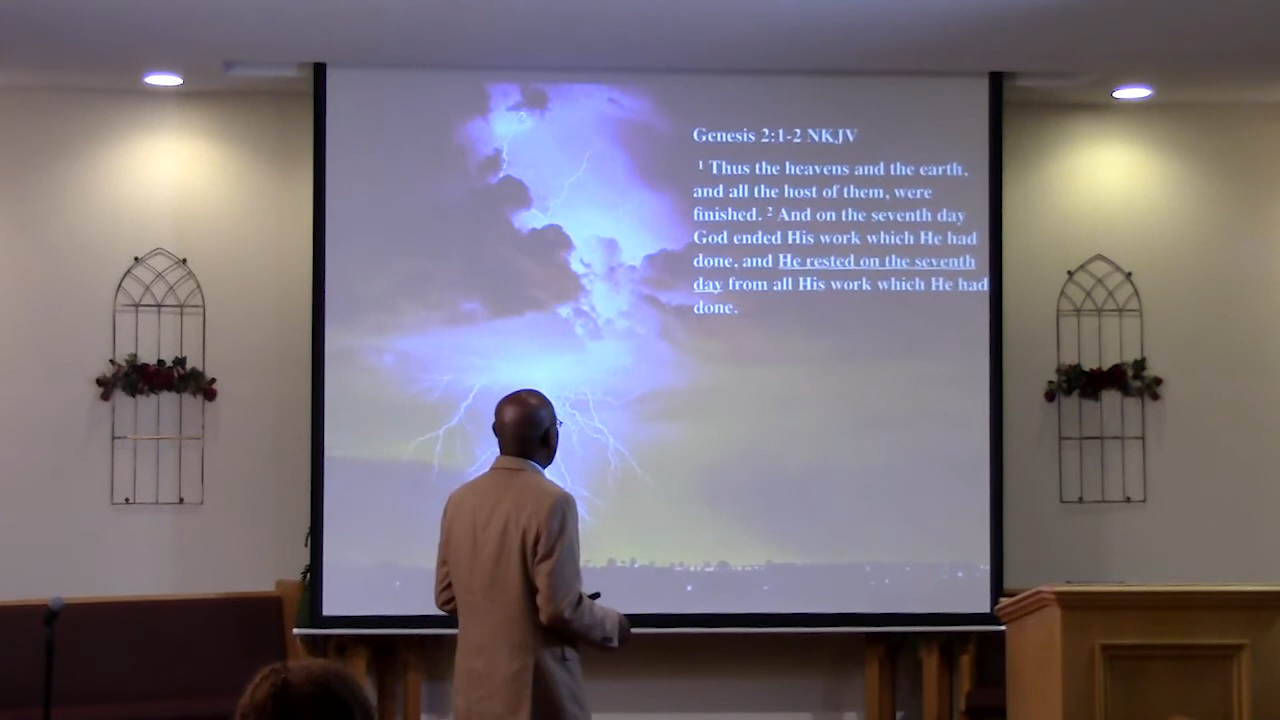 Genesis 2:1-2 NKJV
1 Thus the heavens and the earth,
and all the host of them, were
finished. 2 And on the seventh day
God ended His work which He had
done, and He rested on the seventh
day from all His work which He had
done.